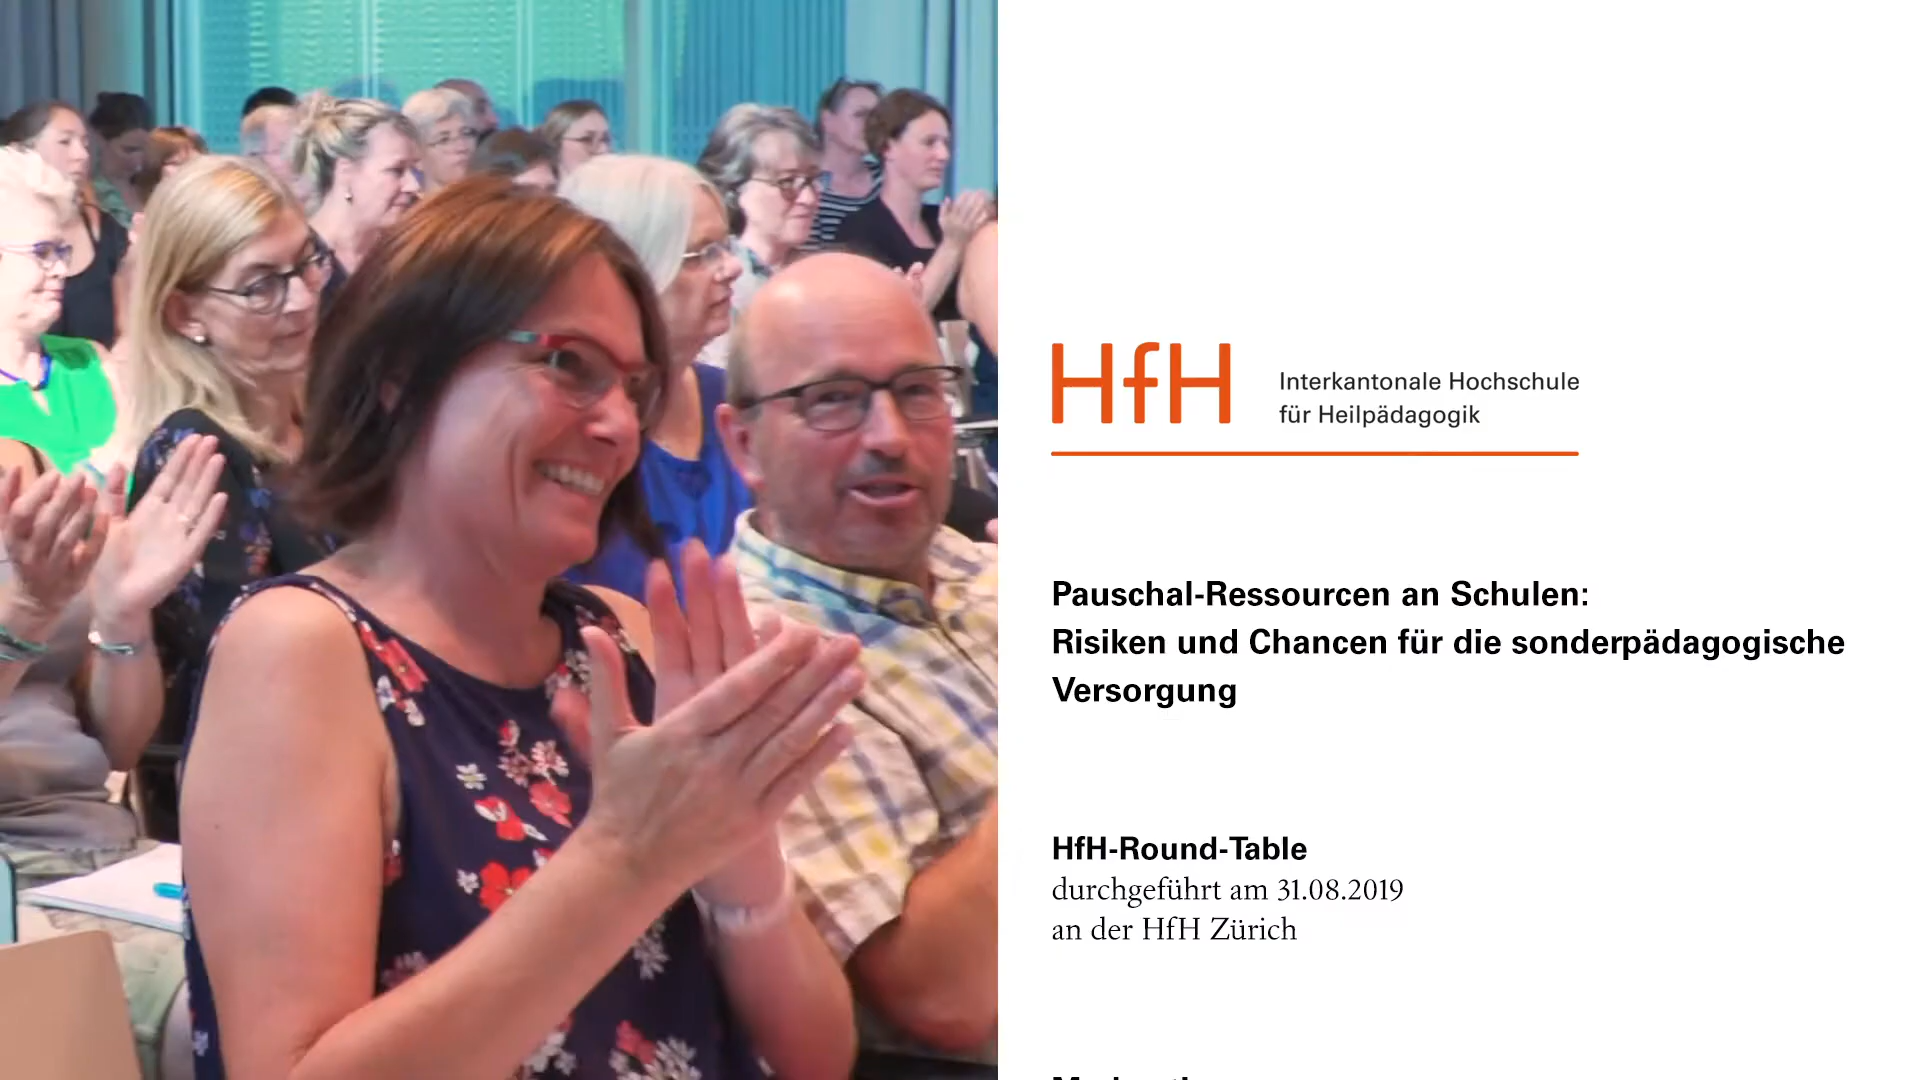 HfH
Interkantonale Hochschule
für Heilpädagogik
Pauschal-Ressourcen an Schulen:
Risiken und Chancen für die sonderpädagogische
Versorgung
HfH-Round-Table
durchgeführt am 31.08.2019
an der HfH Zürich